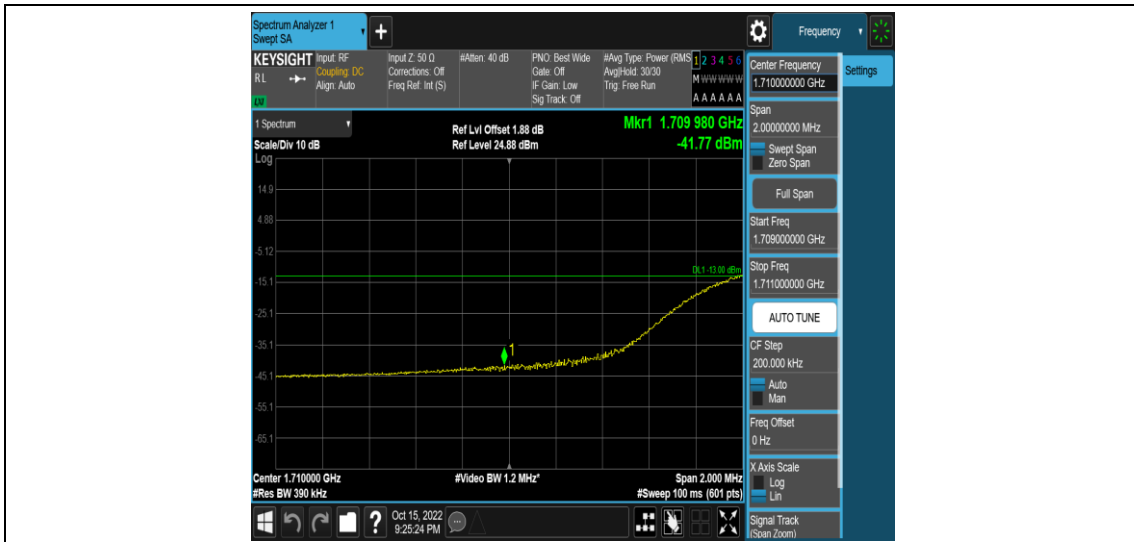 Spectrum Analyzer 1
Swept SA
+
Frequency
KEYSIGHT
RL
LXI
Input: RF
Coupling: DC
Align: Auto
Input Z: 50 Ω
Corrections: Off
Freq Ref: Int (S)
#Atten: 40 dB
PNO: Best Wide
Gate: Off
IF Gain: Low
Sig Track: Off
#Avg Type: Power (RMS
Avg|Hold: 30/30
Trig: Free Run
1 2 3 4 5 6
M W W W W W
A A A A A A
1 Spectrum
Scale/Div 10 dB
Ref Lvl Offset 1.88 dB
Ref Level 24.88 dBm
Mkr1 1.709 980 GHz
-41.77 dBm
Log
14.9
4.88
-5.12
-15.1
-25.1
-35.1
-45.1
-55.1
-65.1
DL1 -13.00 dBm
1
Center 1.710000 GHz
#Res BW 390 kHz
#Video BW 1.2 MHz*
Span 2.000 MHz
#Sweep 100 ms (601 pts)
?
Oct 15, 2022
9:25:24 PM
Center Frequency
1.710000000 GHz
Settings
Span
2.00000000 MHz
Swept Span
Zero Span
Full Span
Start Freq
1.709000000 GHz
Stop Freq
1.711000000 GHz
AUTO TUNE
CF Step
200.000 kHz
Auto
Man
Freq Offset
0 Hz
X Axis Scale
Log
Lin
Signal Track
(Span Zoom)